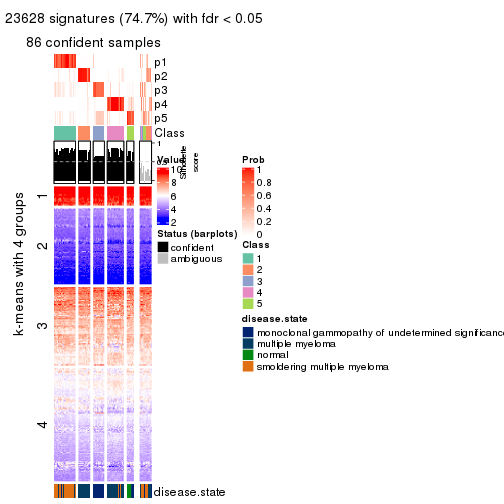 23628 signatures (74.7%) with fdr < 0.05
86 confident samples
p1
p2
p3
p4
p5
Class
1
0.5
Silhouette
score
Value
10
8
6
4
2
Status (barplots)
confident
ambiguous
Prob
1
0.8
0.6
0.4
0.2
0
Class
1
2
3
4
5
disease.state
monoclonal gammopathy of undetermined significance
multiple myeloma
normal
smoldering multiple myeloma
k-means with 4 groups
1
2
3
4
disease.state